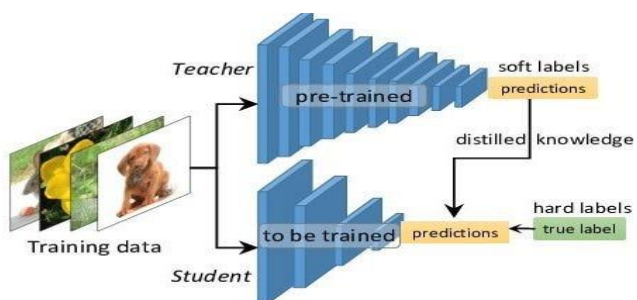 Teacher
pre-trained
soft labels
predictions
distilled knowledge
Training data
to be trained
predictions
hard labels
true label
Student